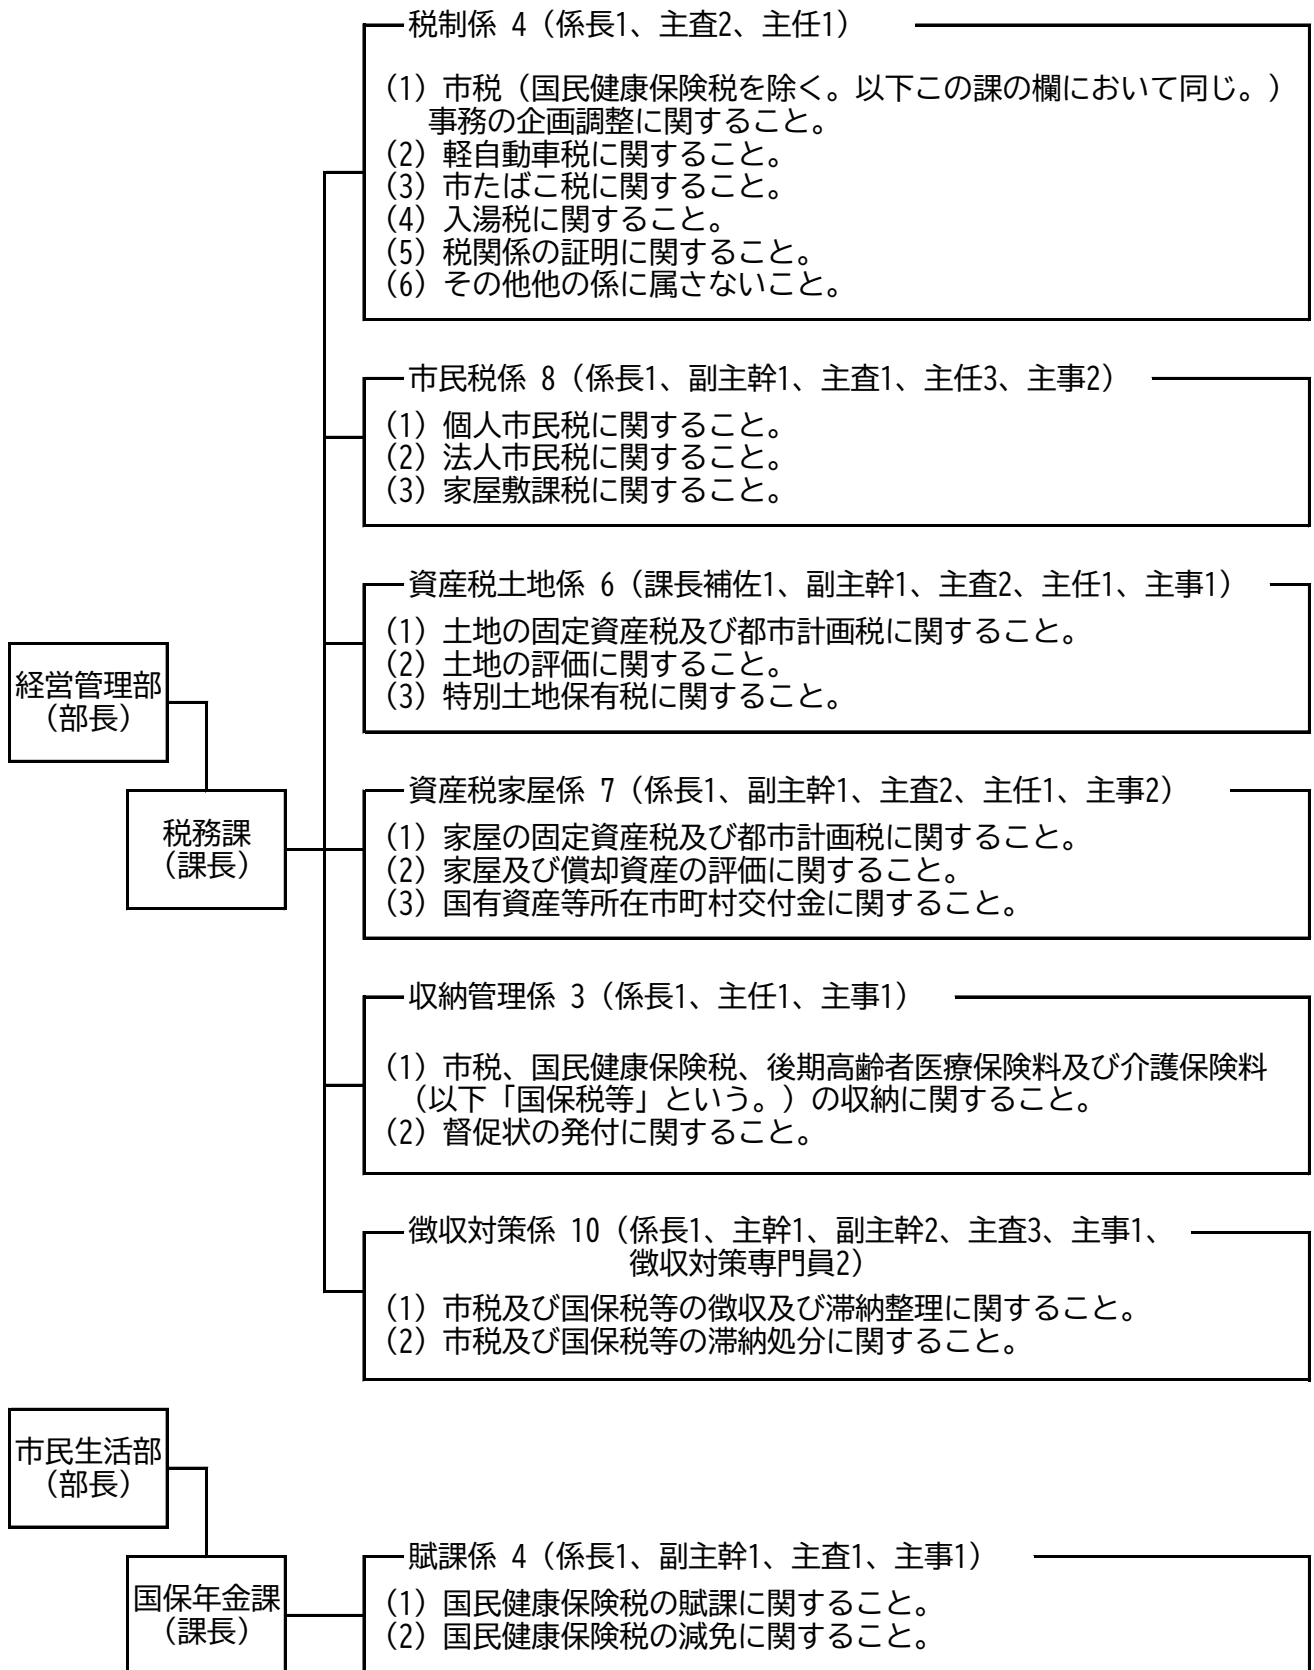 税制係 4（係長1、主査2、主任1）
(1) 市税（国民健康保険税を除く。以下この課の欄において同じ。）
事務の企画調整に関すること。
(2) 軽自動車税に関すること。
(3) 市たばこ税に関すること。
(4) 入湯税に関すること。
(5) 税関係の証明に関すること。
(6) その他他の係に属さないこと。
市民税係 8（係長1、副主幹1、主査1、主任3、主事2）
(1) 個人市民税に関すること。
(2) 法人市民税に関すること。
(3) 家屋敷課税に関すること。
資産税土地係 6（課長補佐1、副主幹1、主査2、主任1、主事1）
(1) 土地の固定資産税及び都市計画税に関すること。
(2) 土地の評価に関すること。
(3) 特別土地保有税に関すること。
経営管理部
（部長）
税務課
（課長）
資産税家屋係 7（係長1、副主幹1、主査2、主任1、主事2）
(1) 家屋の固定資産税及び都市計画税に関すること。
(2) 家屋及び償却資産の評価に関すること。
(3) 国有資産等所在市町村交付金に関すること。
収納管理係 3（係長1、主任1、主事1）
(1) 市税、国民健康保険税、後期高齢者医療保険料及び介護保険料
（以下「国保税等」という。）の収納に関すること。
(2) 督促状の発付に関すること。
徴収対策係 10（係長1、主幹1、副主幹2、主査3、主事1、
徴収対策専門員2）
(1) 市税及び国保税等の徴収及び滞納整理に関すること。
(2) 市税及び国保税等の滞納処分に関すること。
市民生活部
（部長）
国保年金課
（課長）
賦課係 4（係長1、副主幹1、主査1、主事1）
(1) 国民健康保険税の賦課に関すること。
(2) 国民健康保険税の減免に関すること。